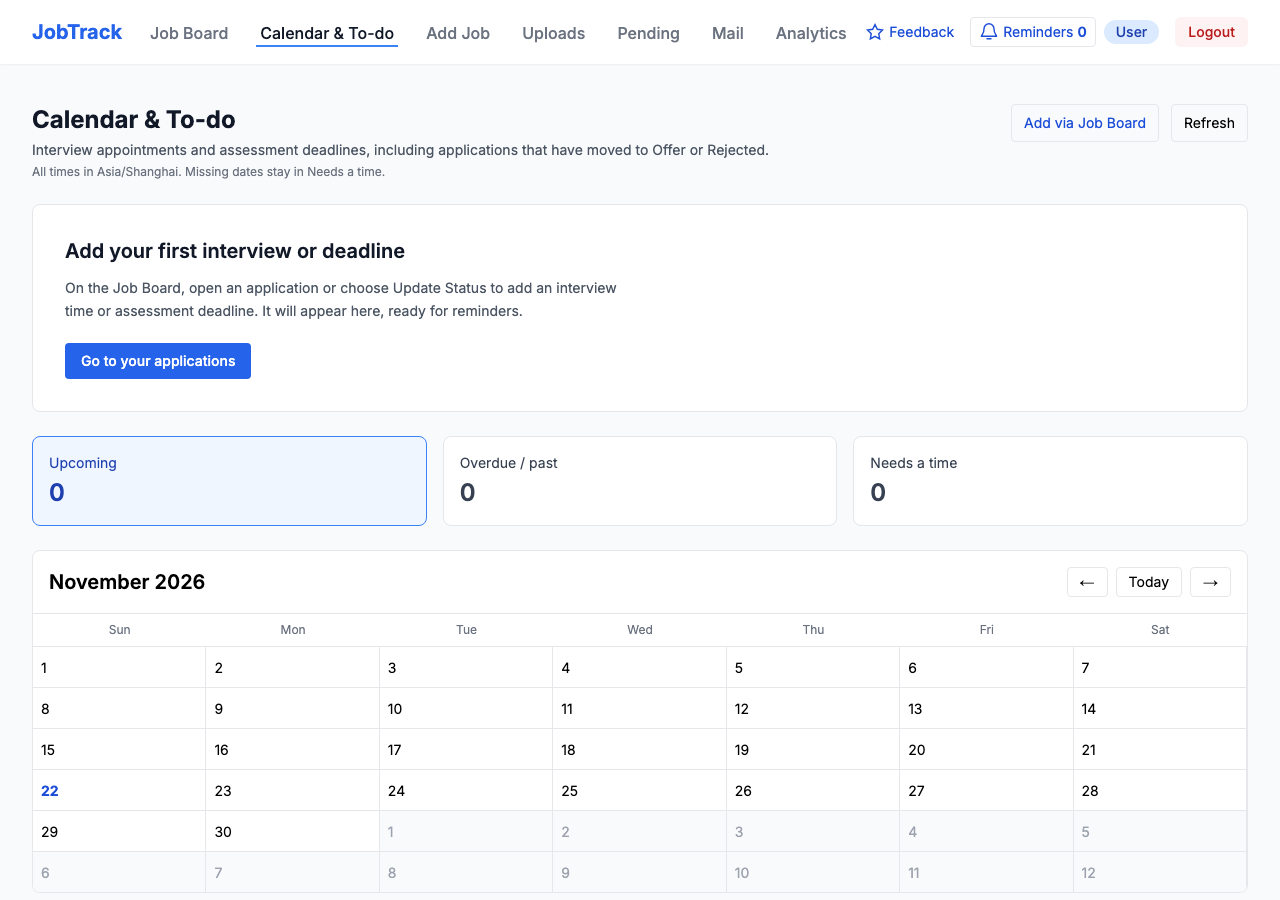 JobTrack Job Board Calendar & To-do Add Job Uploads Pending Mail Analytics Feedback Reminders 0 User Logout
Calendar & To-do
Add via Job Board Refresh
Interview appointments and assessment deadlines, including applications that have moved to Offer or Rejected.
All times in Asia/Shanghai. Missing dates stay in Needs a time.
Add your first interview or deadline
On the Job Board, open an application or choose Update Status to add an interview
time or assessment deadline. It will appear here, ready for reminders.
Go to your applications
Upcoming Overdue / past Needs a time
0 0 0
November 2026 ← Today →
Sun Mon Tue Wed Thu Fri Sat
1 2 3 4 5 6 7
8 9 10 11 12 13 14
15 16 17 18 19 20 21
22 23 24 25 26 27 28
29 30 1 2 3 4 5
6 7 8 9 10 11 12